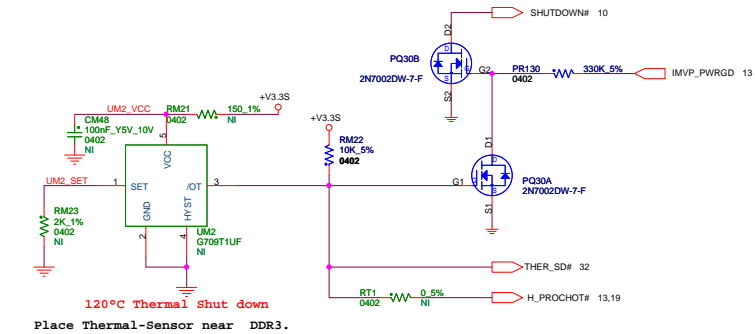 SHUTDOWN# 10
D2
PQ30B
D
G
S
2N7002DW-7-F
G2
PR130
0402
330K_5%
IMVP_PWRGD 13
S2
UM2_VCC
RM21
0402
150_1%
NI
+V3.3S
CM48
100nF_Y5V_10V
0402
NI
5
VCC
+V3.3S
RM22
10K_5%
0402
D1
UM2_SET
1
SET
/OT
3
G1
D
G
S
PQ30A
2N7002DW-7-F
S1
RM23
2K_1%
0402
NI
GND
HYST
2
4
UM2
G709T1UF
NI
THER_SD# 32
RT1
0402
0_5%
NI
H_PROCHOT# 13,19
120°C Thermal Shut down
Place Thermal-Sensor near DDR3.